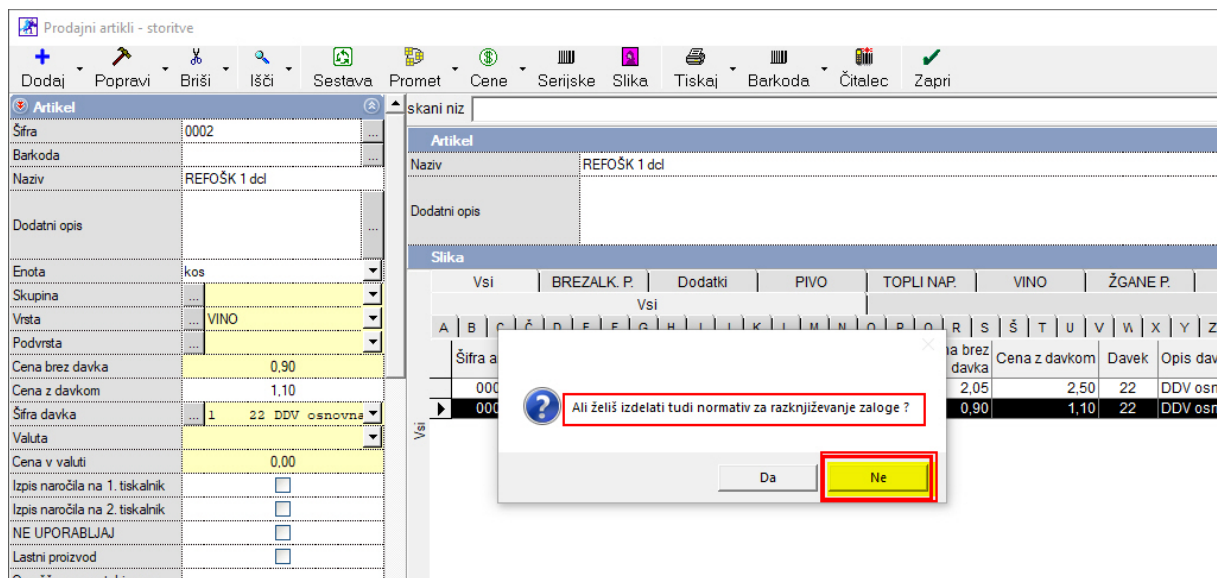 Prodajni artikli - storitve
Dodaj Popravi Briši Išči Sestava Promet Cene Serijske Slika Tiskaj Barkoda Čitalec Zapri
Artikel
Šifra 0002 ...
Barkoda ...
Naziv REFOŠK 1 dcl
Dodatni opis ...
Enota kos
Skupina ...
Vrsta ... VINO
Podvrsta ...
Cena brez davka 0,90
Cena z davkom 1,10
Šifra davka ... 1 22 DDV osnovna
Valuta
Cena v valuti 0,00
Izpis naročila na 1. tiskalnik
Izpis naročila na 2. tiskalnik
NE UPORABLJAJ
Lastni proizvod
skani niz
Artikel
Naziv REFOŠK 1 dcl
Dodatni opis
Slika
Vsi BREZALK. P. Dodatki PIVO TOPLI NAP. VINO ŽGANE P.
Vsi
A B C Č D E F G H I J K L M N O P Q R S Š T U V W X Y Z
Šifra a na brez davka Cena z davkom Davek Opis dav
000 2,05 2,50 22 DDV osn
000 0,90 1,10 22 DDV osn
Vsi
Ali želiš izdelati tudi normativ za razknjiževanje zaloge ?
Da Ne